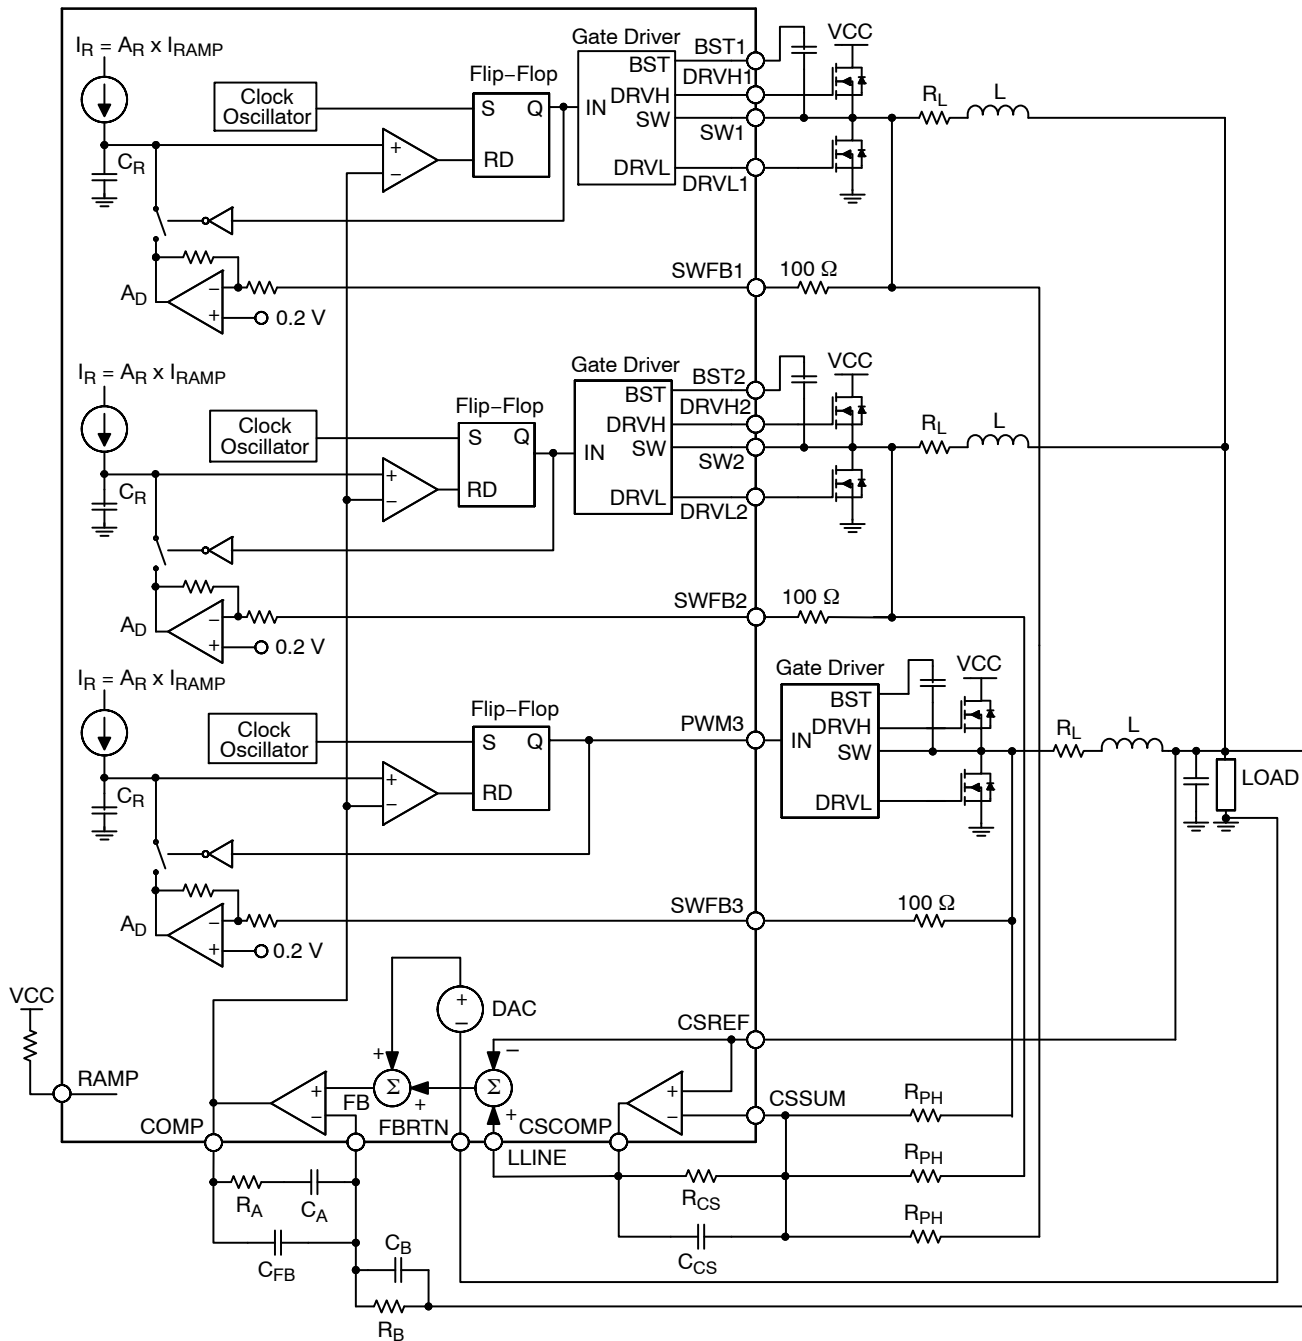 I_R = A_R x I_RAMP
Clock
Oscillator
Flip−Flop
S Q
RD
Gate Driver
BST
IN DRVH
SW
DRVL
BST1
DRVH1
SW1
DRVL1
VCC
R_L
L
C_R
+
−
A_D
−
+
0.2 V
SWFB1
100 Ω
I_R = A_R x I_RAMP
Clock
Oscillator
Flip−Flop
S Q
RD
Gate Driver
BST
DRVH
IN SW
DRVL
BST2
DRVH2
SW2
DRVL2
VCC
R_L
L
C_R
+
−
A_D
−
+
0.2 V
SWFB2
100 Ω
I_R = A_R x I_RAMP
Clock
Oscillator
Flip−Flop
S Q
RD
PWM3
Gate Driver
BST
DRVH
IN SW
DRVL
VCC
R_L
L
LOAD
C_R
+
−
A_D
−
+
0.2 V
SWFB3
100 Ω
VCC
RAMP
+
−
DAC
CSREF
+
−
Σ
Σ
+
+
+
−
FB
+
−
CSSUM
COMP
FBRTN
LLINE
CSCOMP
R_PH
R_PH
R_PH
R_A
C_A
C_FB
C_B
R_B
R_CS
C_CS